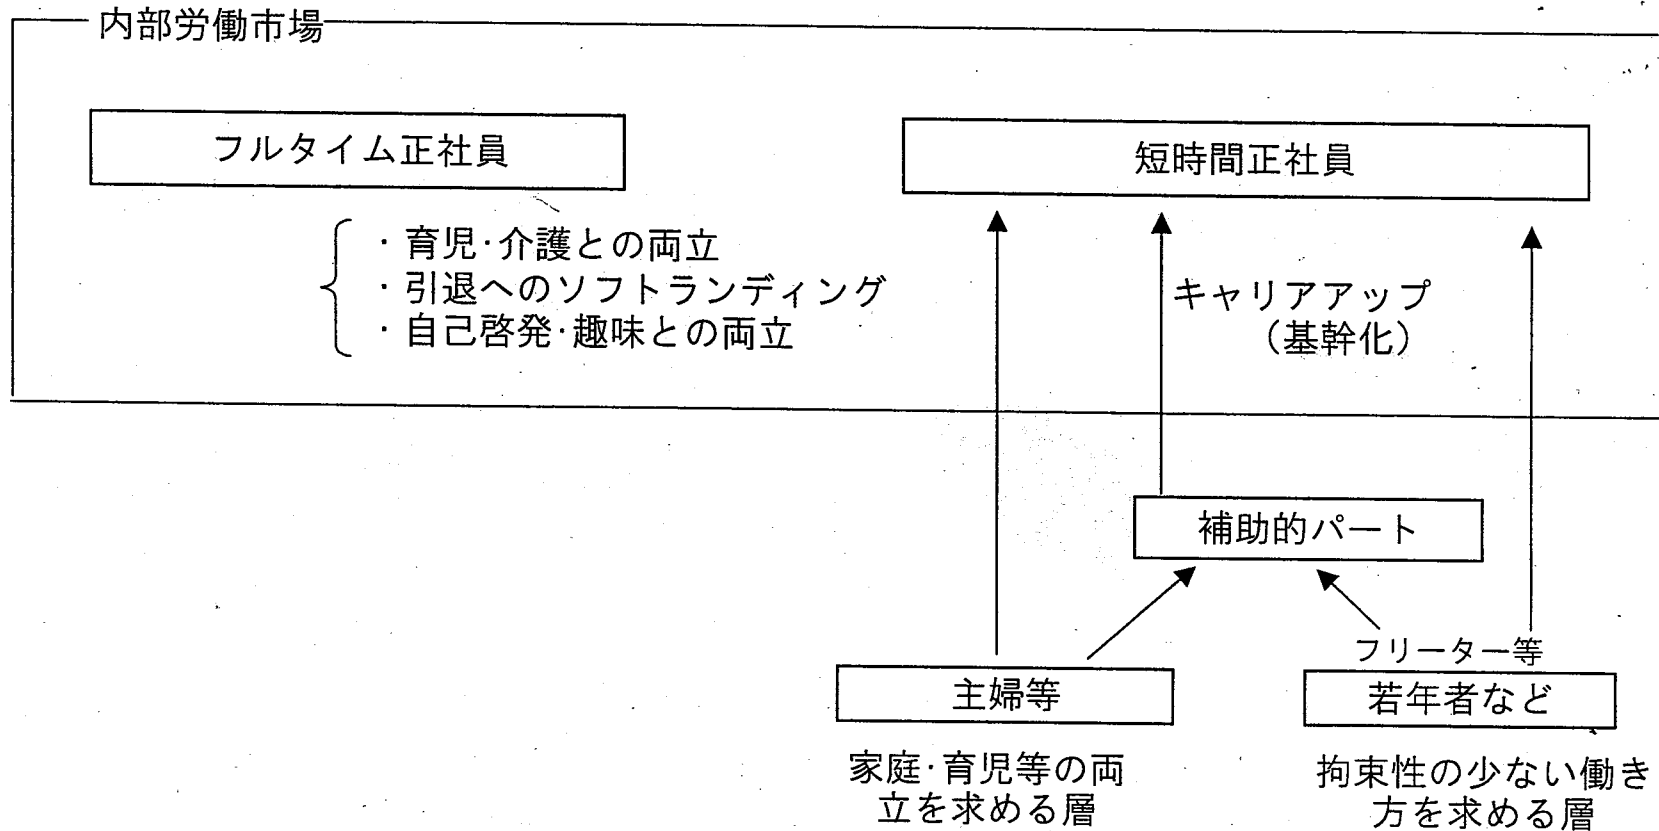 内部労働市場
フルタイム正社員
短時間正社員
・育児･介護との両立
・引退へのソフトランディング
・自己啓発･趣味との両立
キャリアアップ
（基幹化）
補助的パート
フリーター等
主婦等
若年者など
家庭･育児等の両
立を求める層
拘束性の少ない働き
方を求める層